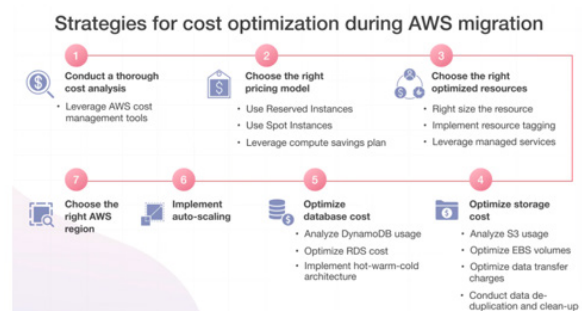 Strategies for cost optimization during AWS migration
1
Conduct a thorough
cost analysis
• Leverage AWS cost
management tools
2
Choose the right
pricing model
• Use Reserved Instances
• Use Spot Instances
• Leverage compute savings plan
3
Choose the right
optimized resources
• Right size the resource
• Implement resource tagging
• Leverage managed services
4
Optimize storage
cost
• Analyze S3 usage
• Optimize EBS volumes
• Optimize data transfer
charges
• Conduct data de-
duplication and clean-up
5
Optimize
database cost
• Analyze DynamoDB usage
• Optimize RDS cost
• Implement hot-warm-cold
architecture
6
Implement
auto-scaling
7
Choose the
right AWS
region